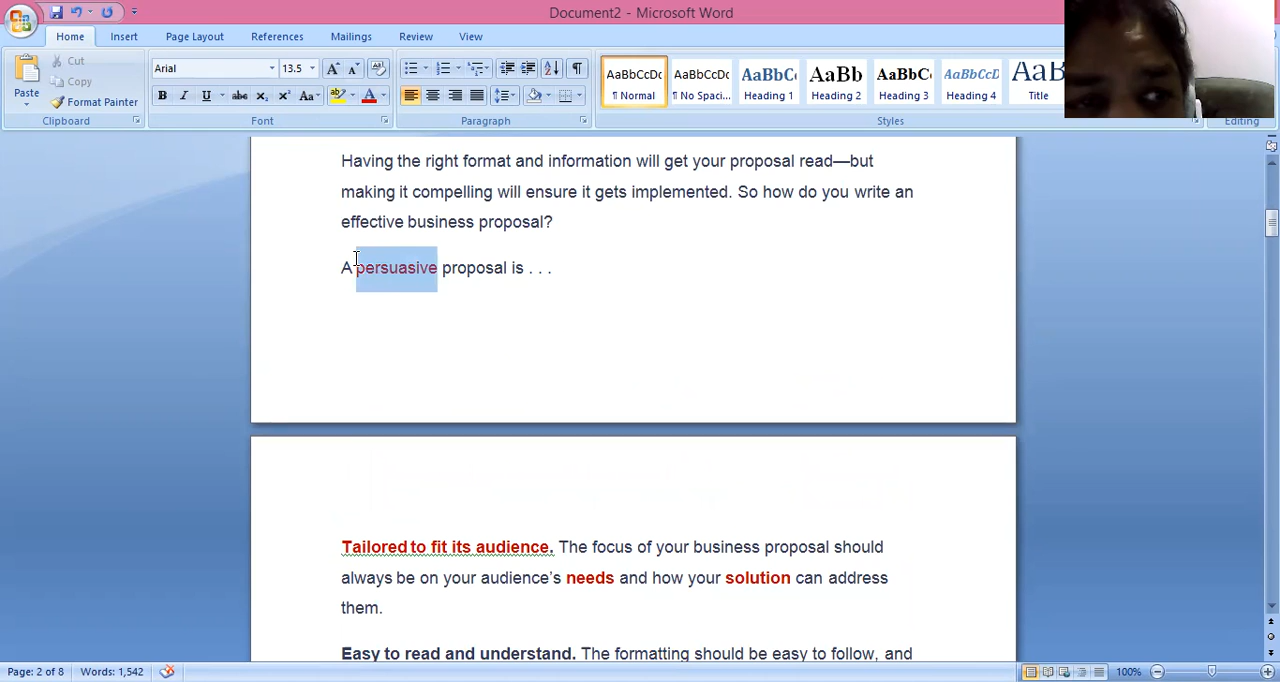 Document2 - Microsoft Word
Home Insert Page Layout References Mailings Review View
Paste
Cut
Copy
Format Painter
Clipboard
Arial 13.5
Font
Paragraph
AaBbCcDc AaBbCcDc AaBbCc AaBb AaBbCc AaBbCcD AaB
¶ Normal ¶ No Spaci... Heading 1 Heading 2 Heading 3 Heading 4 Title
Styles
Editing
Having the right format and information will get your proposal read—but
making it compelling will ensure it gets implemented. So how do you write an
effective business proposal?
A persuasive proposal is . . .
Tailored to fit its audience. The focus of your business proposal should
always be on your audience’s needs and how your solution can address
them.
Easy to read and understand. The formatting should be easy to follow, and
Page: 2 of 8 Words: 1,542 100%